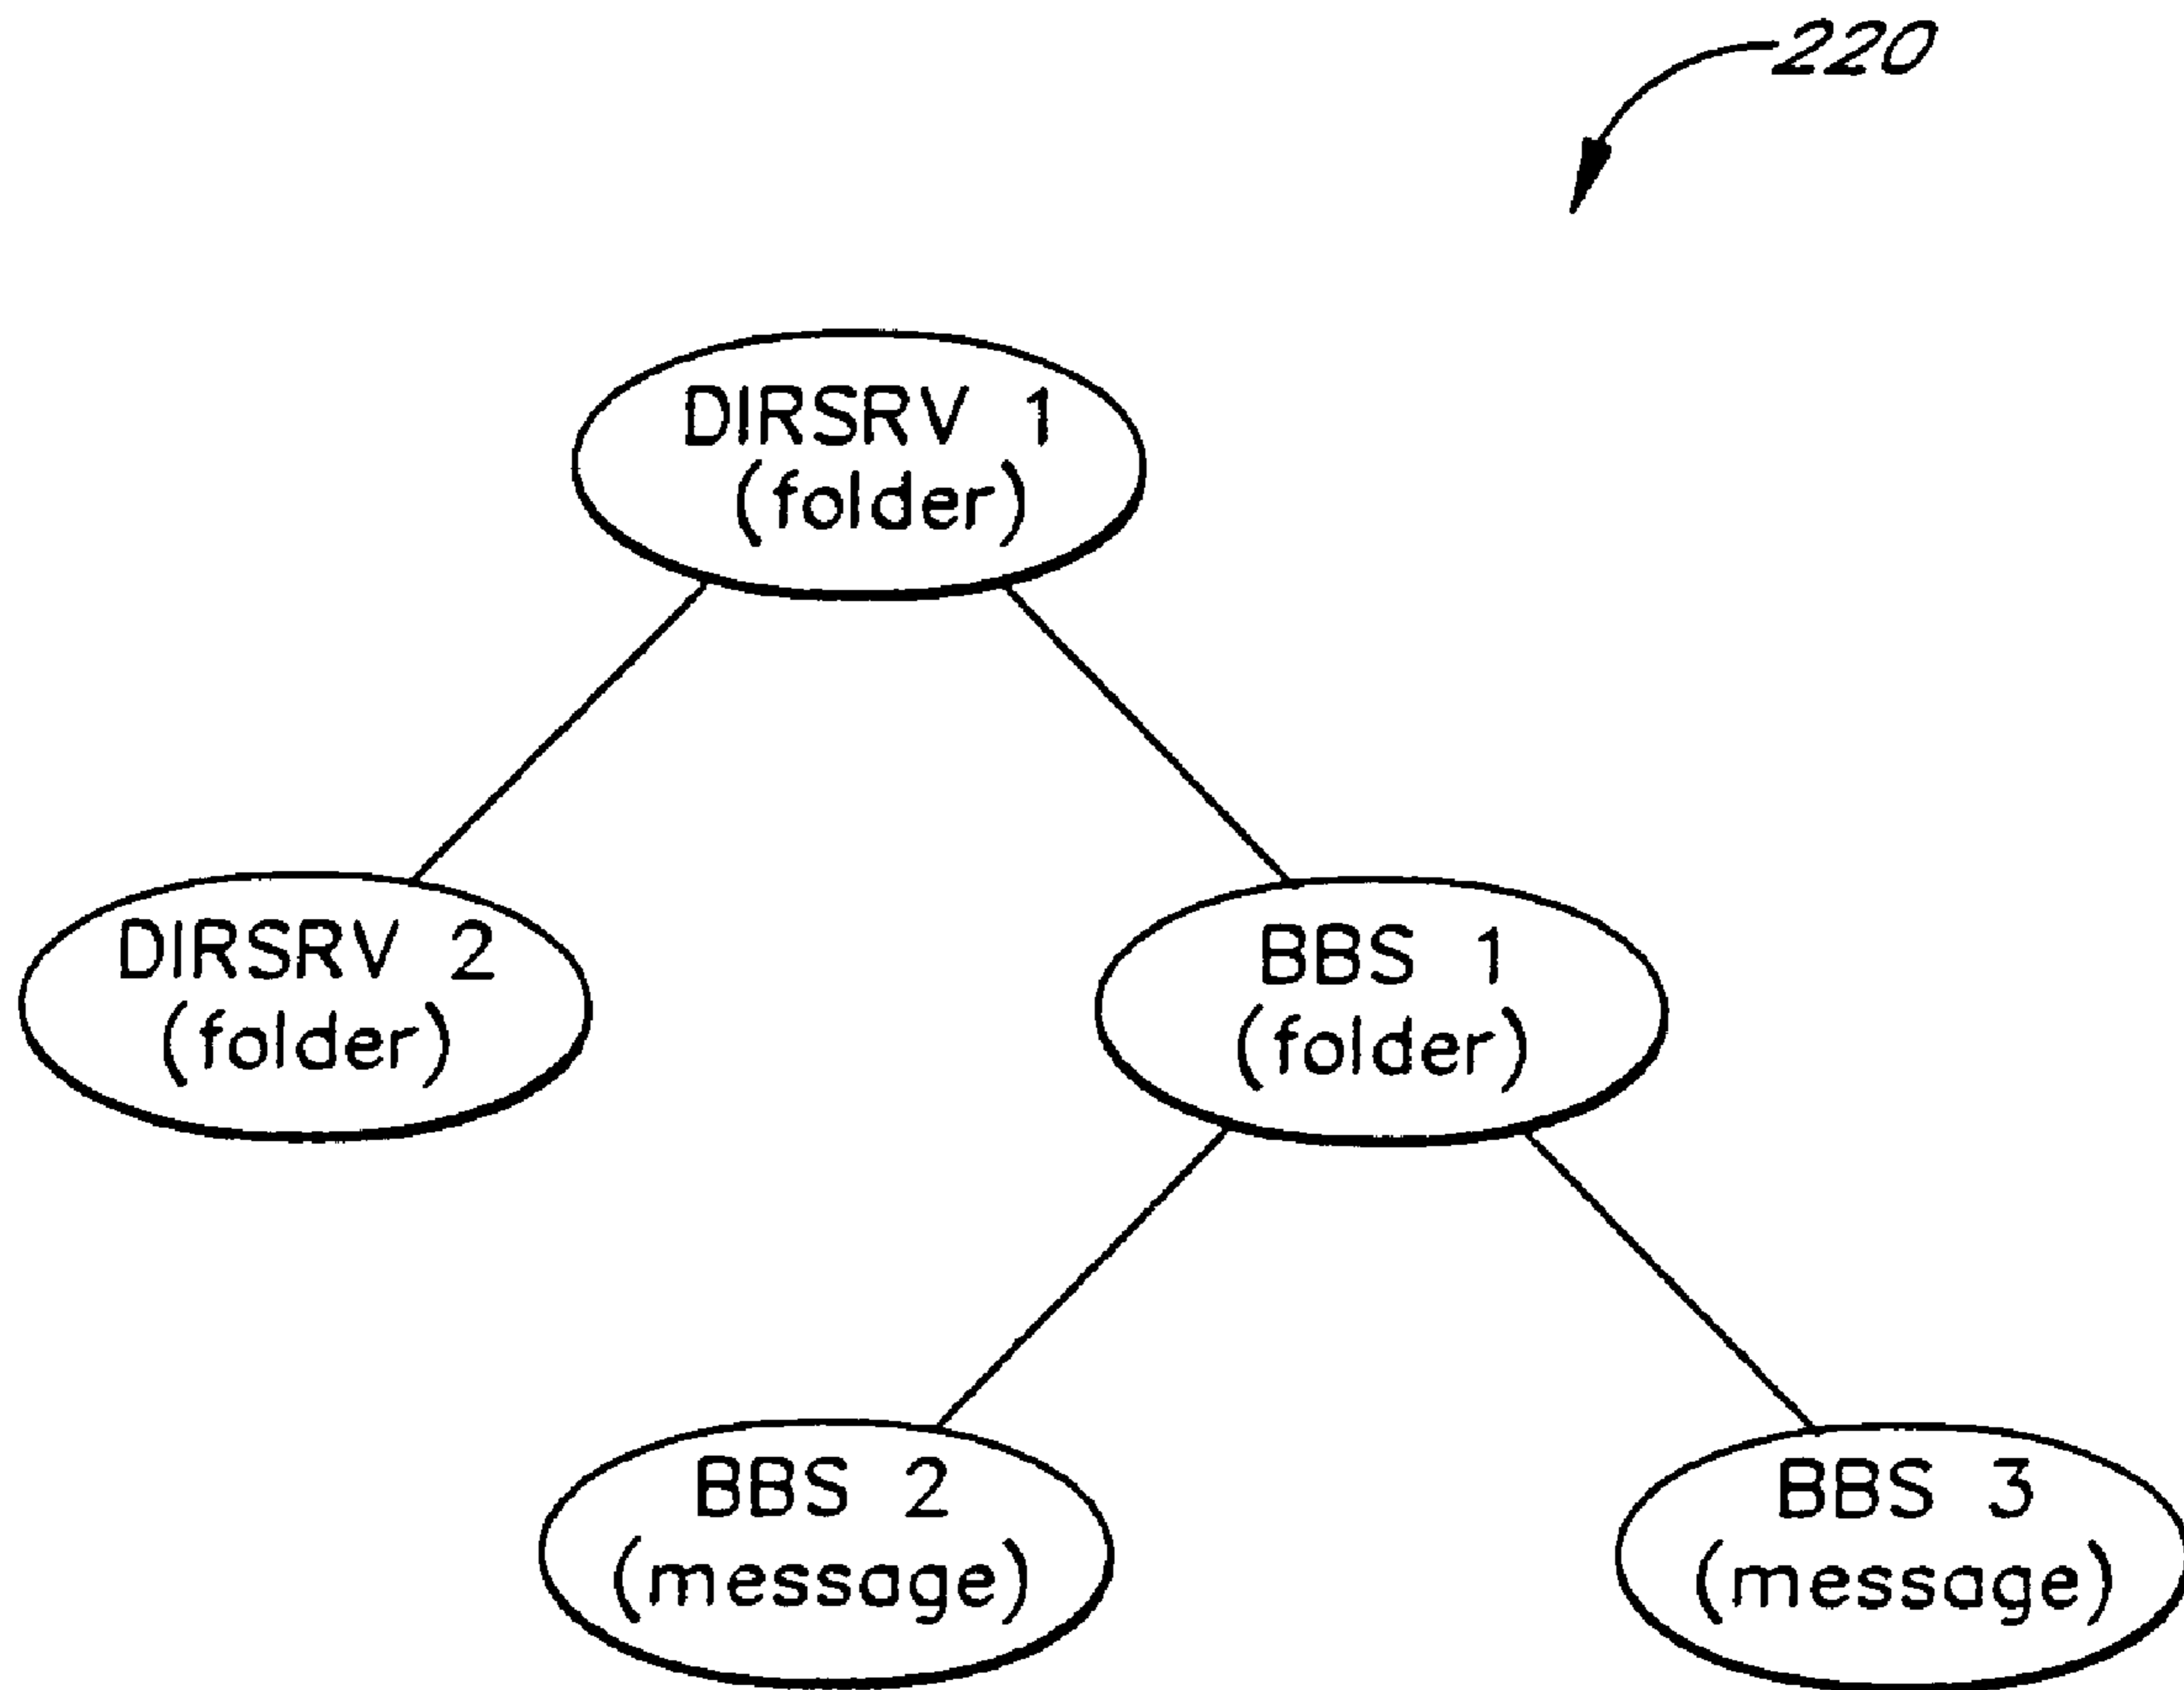 220
DIRSRV 1
(folder)
DIRSRV 2
(folder)
BBS 1
(folder)
BBS 2
(message)
BBS 3
(message)